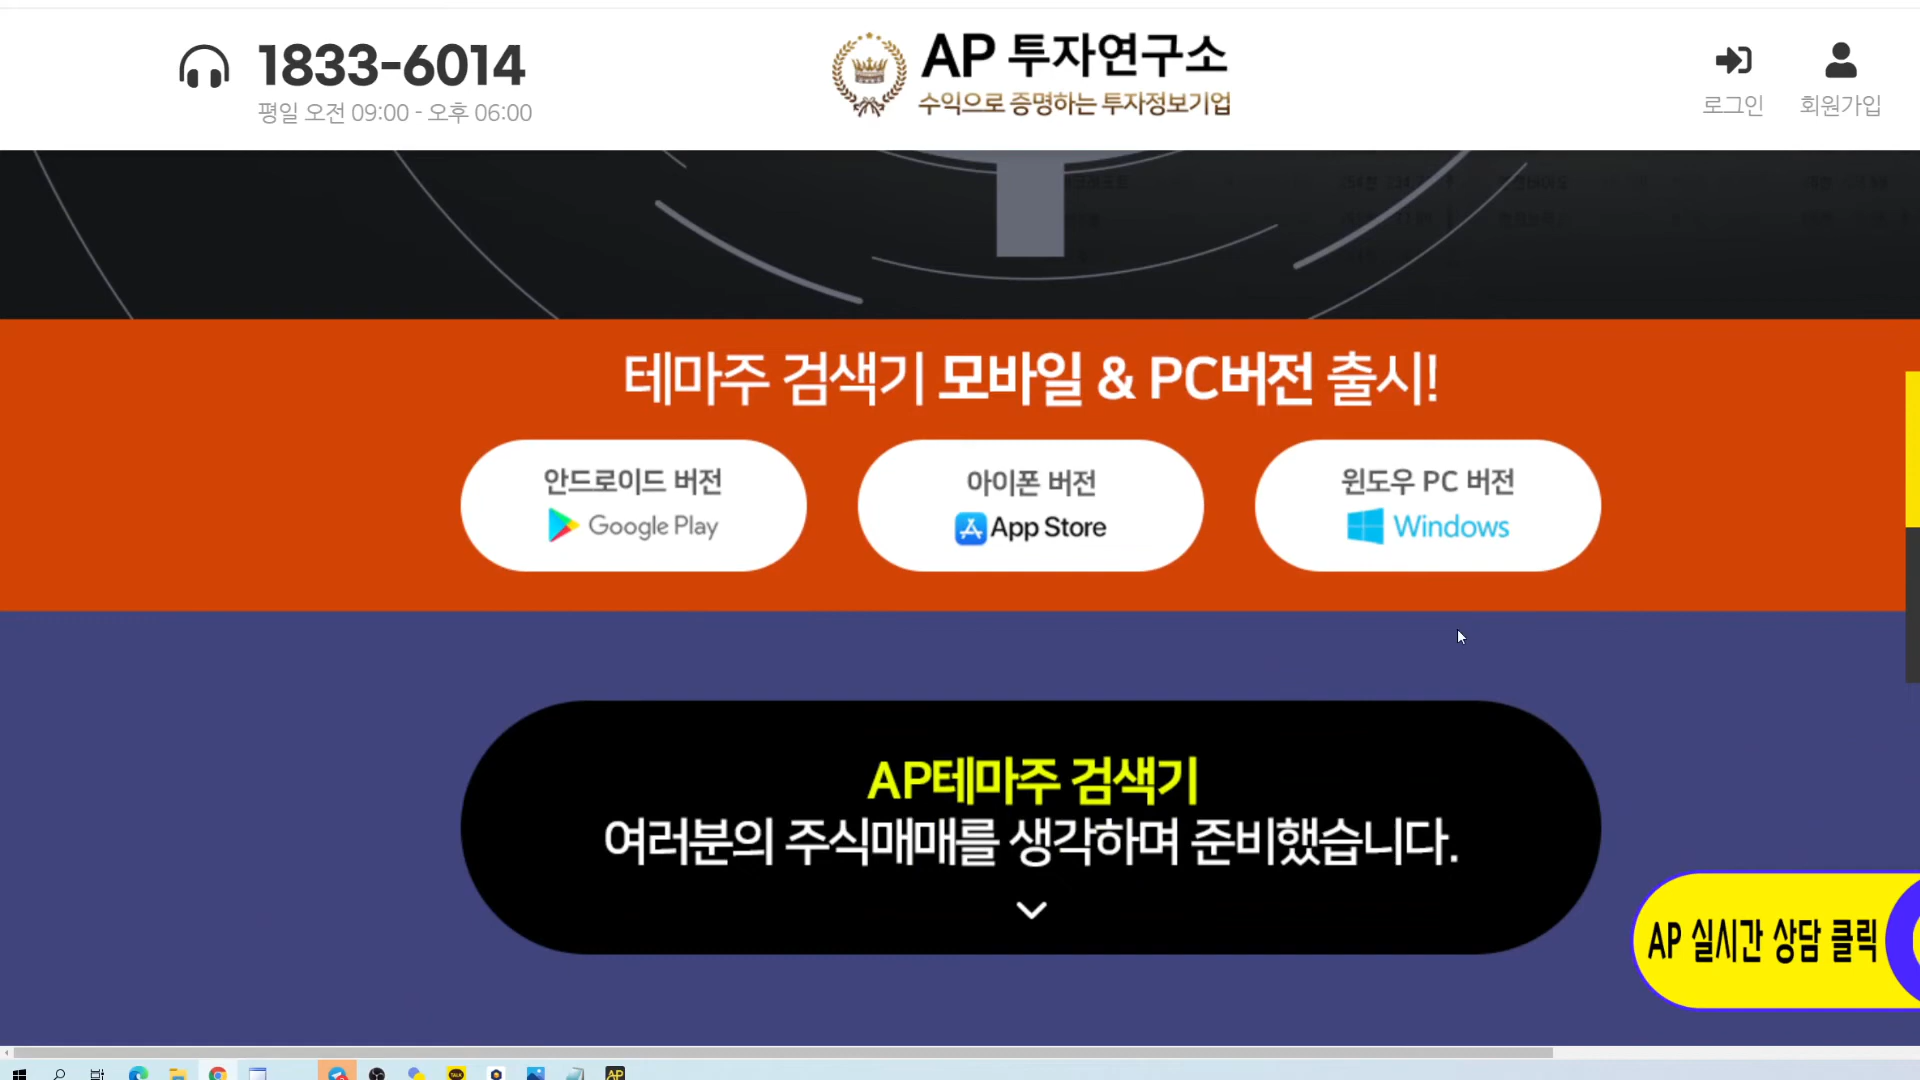 1833-6014
평일 오전 09:00 - 오후 06:00
AP 투자연구소
수익으로 증명하는 투자정보기업
로그인
회원가입
테마주 검색기 모바일 & PC버전 출시!
안드로이드 버전
Google Play
아이폰 버전
App Store
윈도우 PC 버전
Windows
AP테마주 검색기
여러분의 주식매매를 생각하며 준비했습니다.
AP 실시간 상담 클릭
TALK
AP